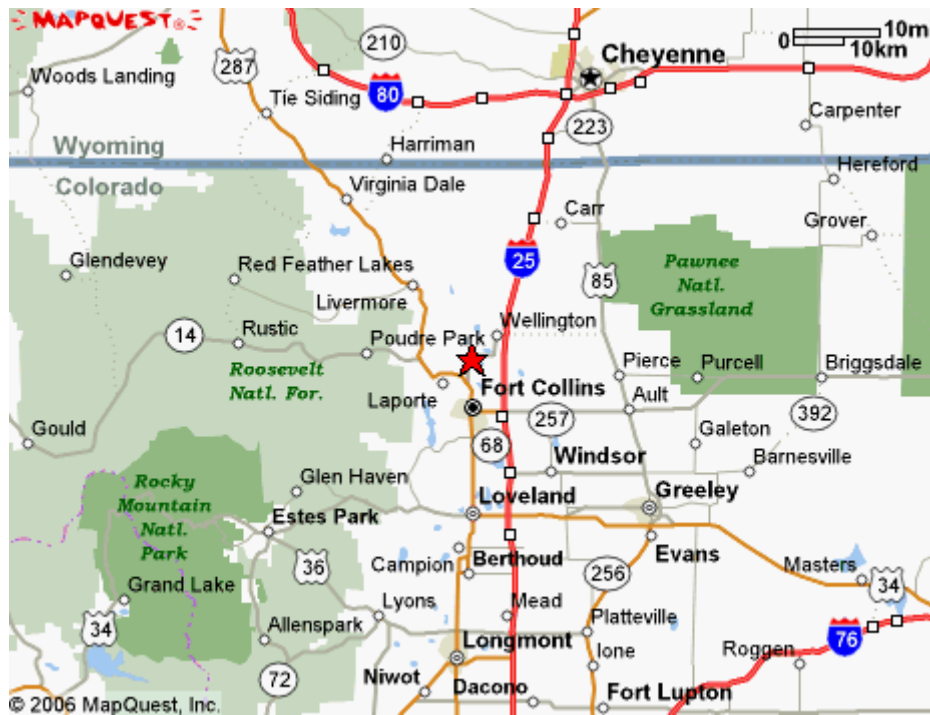 MAPQUEST
210
10m
0
10km
Cheyenne
287
Woods Landing
80
Tie Siding
223
Carpenter
Wyoming
Harriman
Colorado
Hereford
Virginia Dale
Carr
Grover
Glendevey
Red Feather Lakes
25
85
Pawnee
Natl.
Grassland
Livermore
14
Rustic
Poudre Park
Wellington
Roosevelt
Natl. For.
Pierce
Purcell
Briggsdale
Laporte
Fort Collins
Ault
392
Gould
68
257
Galeton
Windsor
Barnesville
Rocky
Mountain
Natl.
Park
Glen Haven
Estes Park
Loveland
Greeley
Evans
36
Campion
Berthoud
256
Masters
34
Grand Lake
Lyons
Mead
Platteville
34
Allenspark
Longmont
76
Ione
Roggen
72
Niwot
Dacono
Fort Lupton
© 2006 MapQuest, Inc.